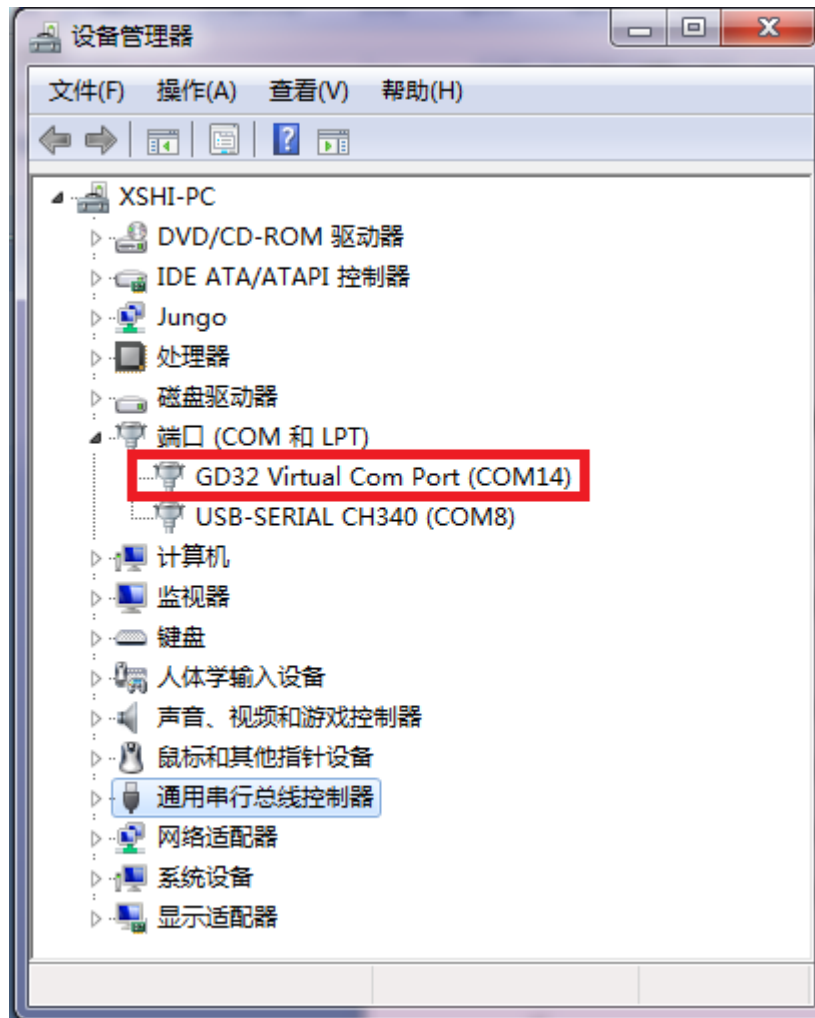 设备管理器
文件(F) 操作(A) 查看(V) 帮助(H)
XSHI-PC
DVD/CD-ROM 驱动器
IDE ATA/ATAPI 控制器
Jungo
处理器
磁盘驱动器
端口 (COM 和 LPT)
GD32 Virtual Com Port (COM14)
USB-SERIAL CH340 (COM8)
计算机
监视器
键盘
人体学输入设备
声音、视频和游戏控制器
鼠标和其他指针设备
通用串行总线控制器
网络适配器
系统设备
显示适配器